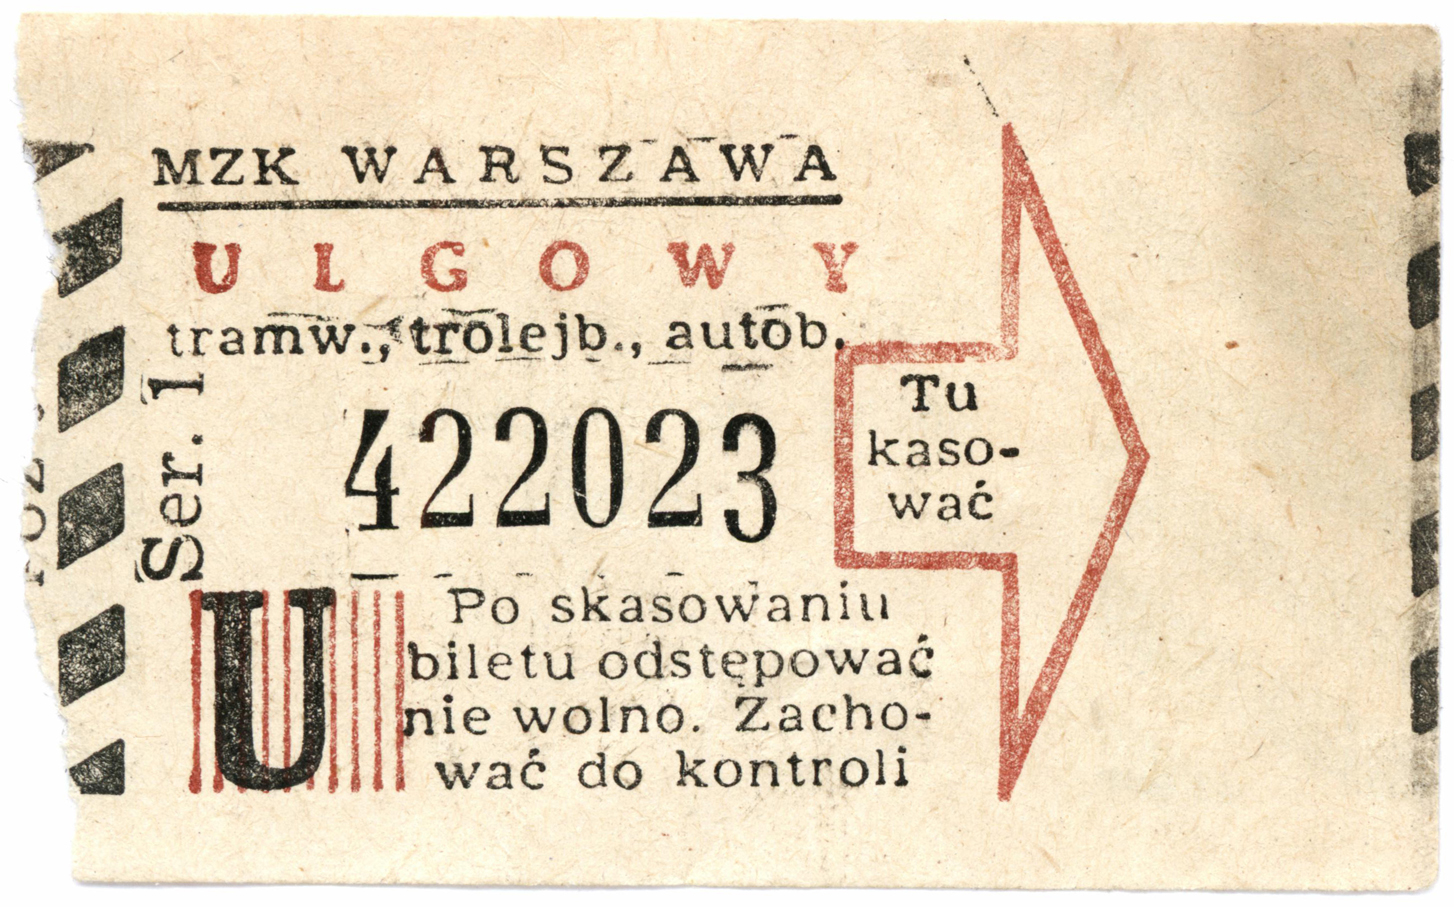 MZK WARSZAWA
ULGOWY
tramw., trolejb., autob.
Ser. 1
422023
Tu
kaso-
wać
U
Po skasowaniu
biletu odstępować
nie wolno. Zacho-
wać do kontroli